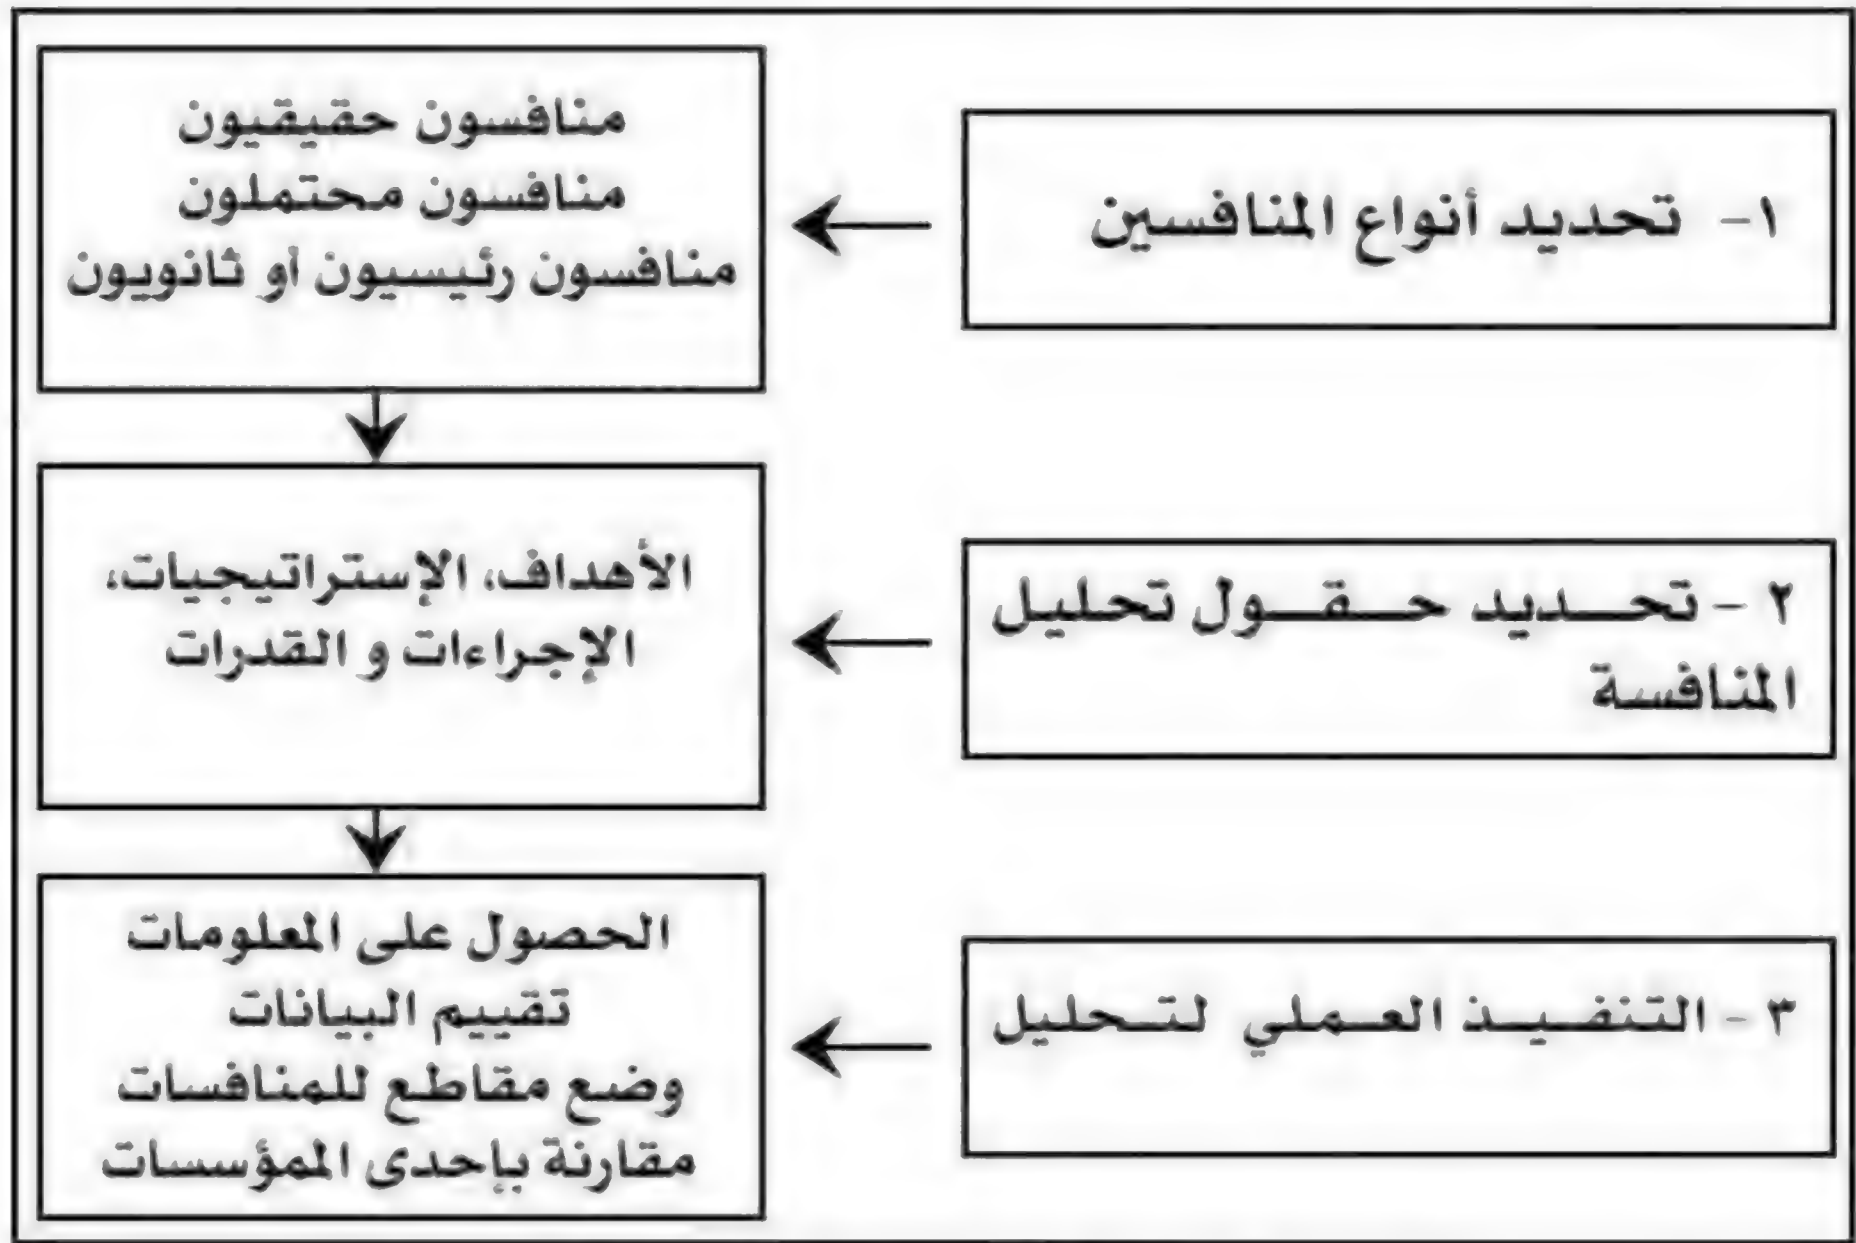 ١- تحديد أنواع المنافسين
منافسون حقيقيون
منافسون محتملون
منافسون رئيسيون أو ثانويون
٢ - تحديد حقول تحليل
المنافسة
الأهداف، الإستراتيجيات،
الإجراءات و القدرات
٣ - التنفيذ العملي لتحليل
الحصول على المعلومات
تقييم البيانات
وضع مقاطع للمنافسات
مقارنة بإحدى المؤسسات